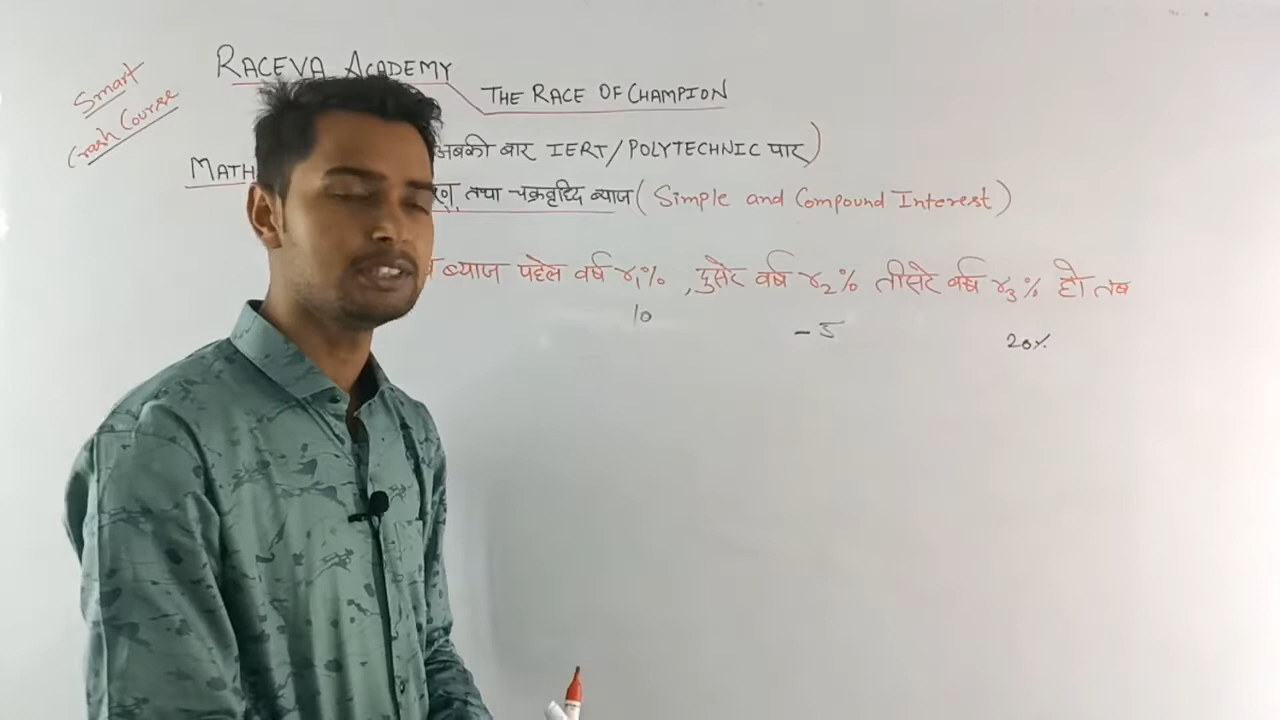 Smart
Crash Course
RACEVA ACADEMY
THE RACE OF CHAMPION
MATH
अबकी बार IERT/POLYTECHNIC पार)
तथा चक्रवृध्दि ब्याज (Simple and Compound Interest)
ब्याज पहेले वर्ष r₁% , दुसेरे वर्ष r₂% तीसेरे वर्ष r₃% हो तब
10
-5
20%